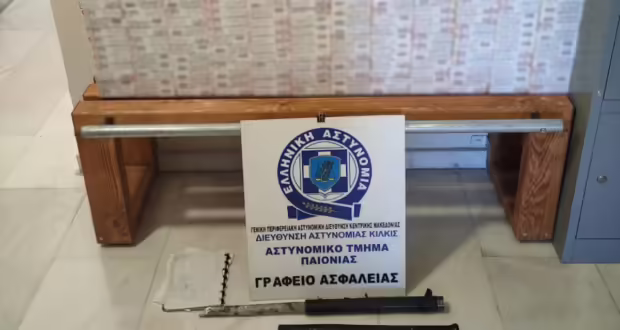 ΕΛΛΗΝΙΚΗ ΑΣΤΥΝΟΜΙΑ
ΓΕΝΙΚΗ ΠΕΡΙΦΕΡΕΙΑΚΗ ΑΣΤΥΝΟΜΙΚΗ ΔΙΕΥΘΥΝΣΗ ΚΕΝΤΡΙΚΗΣ ΜΑΚΕΔΟΝΙΑΣ
ΔΙΕΥΘΥΝΣΗ ΑΣΤΥΝΟΜΙΑΣ ΚΙΛΚΙΣ
ΑΣΤΥΝΟΜΙΚΟ ΤΜΗΜΑ
ΠΑΙΟΝΙΑΣ
ΓΡΑΦΕΙΟ ΑΣΦΑΛΕΙΑΣ